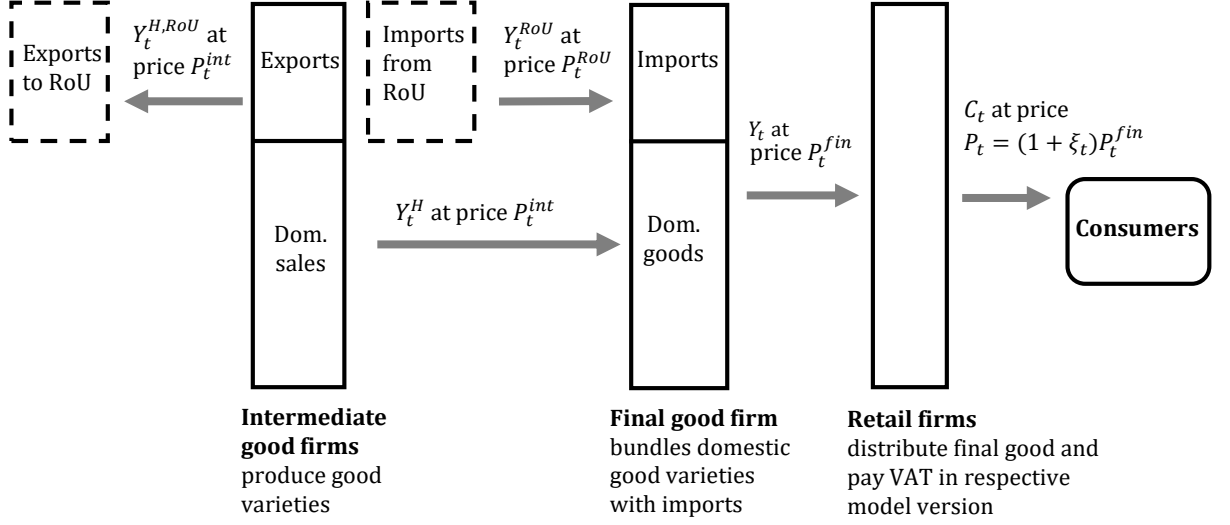 Exports
to RoU
$Y_t^{H,RoU}$ at
price $P_t^{int}$
Exports
Imports
from
RoU
$Y_t^{RoU}$ at
price $P_t^{RoU}$
Imports
$Y_t$ at
price $P_t^{fin}$
$C_t$ at price
$P_t = (1 + \xi_t)P_t^{fin}$
Dom.
sales
$Y_t^H$ at price $P_t^{int}$
Dom.
goods
Consumers
Intermediate
good firms
produce good
varieties
Final good firm
bundles domestic
good varieties
with imports
Retail firms
distribute final good and
pay VAT in respective
model version